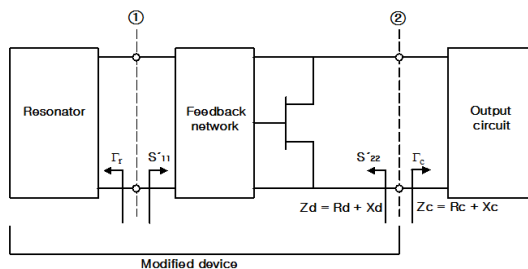 ① ②
Resonator
Feedback
network
Output
circuit
Γr S´11 S´22 Γc
Zd = Rd + Xd Zc = Rc + Xc
Modified device